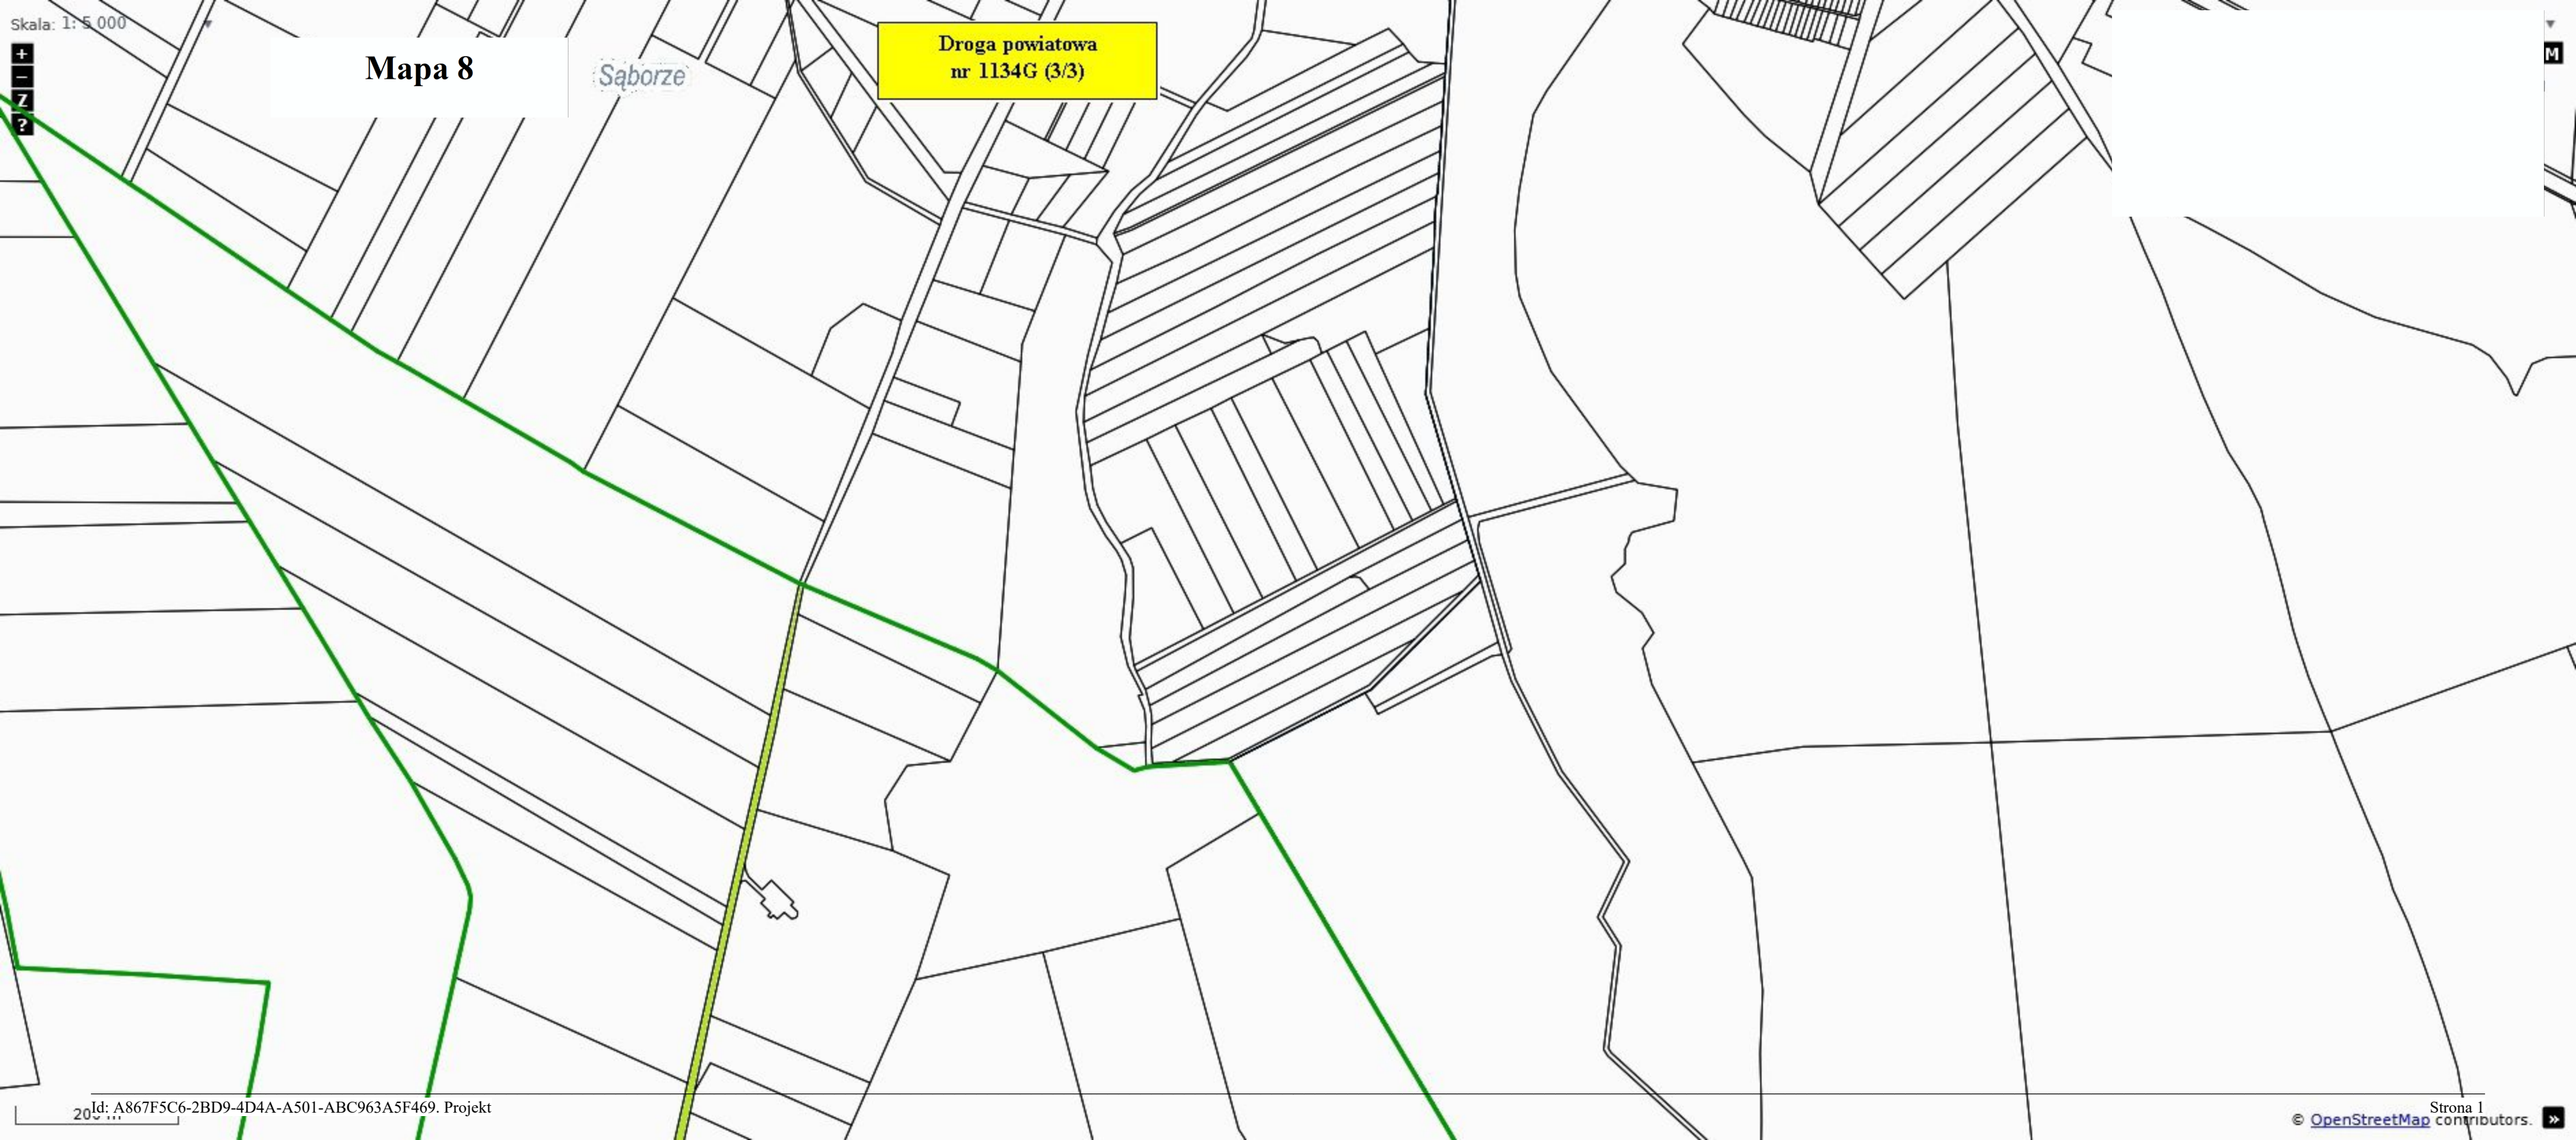 Skala: 1: 5 000
+
–
Z
?
Mapa 8
Sąborze
Droga powiatowa
nr 1134G (3/3)
M
Id: A867F5C6-2BD9-4D4A-A501-ABC963A5F469. Projekt
Strona 1
© OpenStreetMap contributors.
»